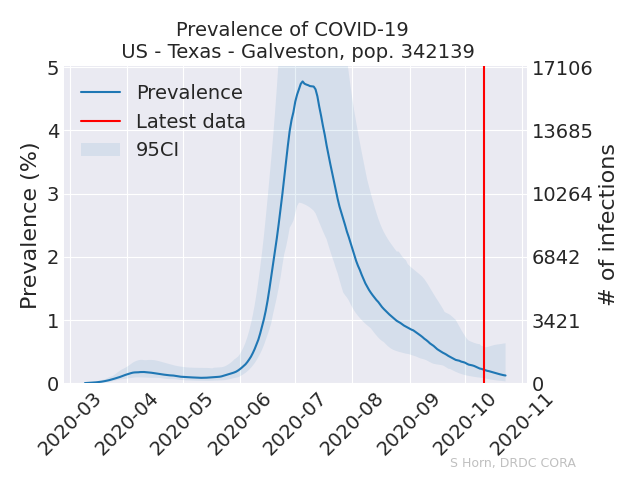 Prevalence of COVID-19
US - Texas - Galveston, pop. 342139
Prevalence (%)
5
4
3
2
1
0
Prevalence
Latest data
95CI
17106
13685
10264
6842
3421
0
# of infections
2020-03
2020-04
2020-05
2020-06
2020-07
2020-08
2020-09
2020-10
2020-11
S Horn, DRDC CORA